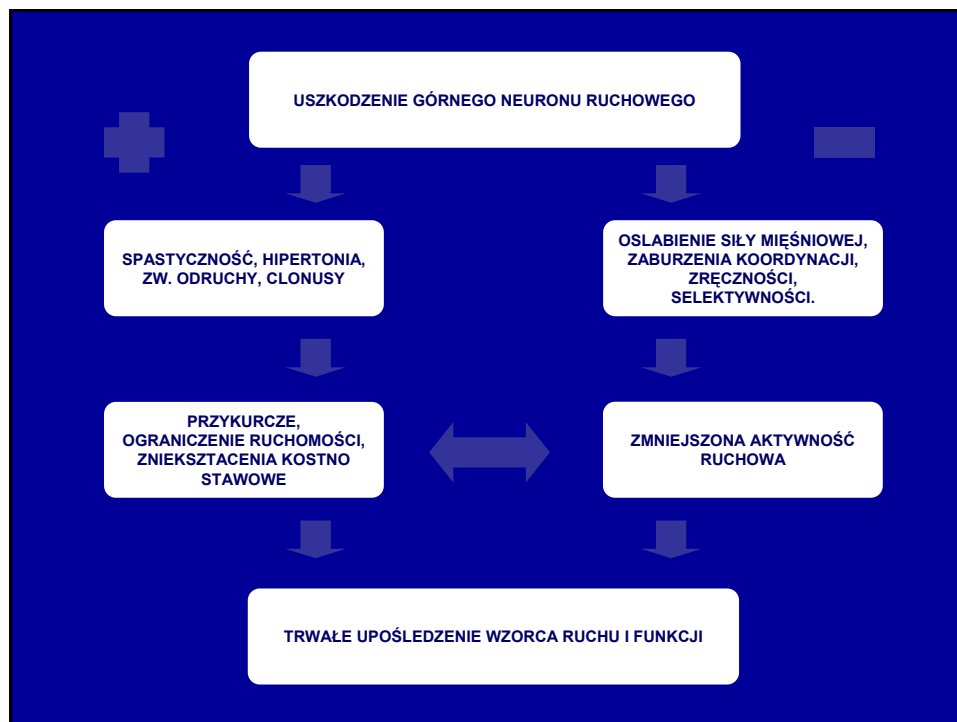 USZKODZENIE GÓRNEGO NEURONU RUCHOWEGO
SPASTYCZNOŚĆ, HIPERTONIA,
ZW. ODRUCHY, CLONUSY
OSLABIENIE SIŁY MIĘŚNIOWEJ,
ZABURZENIA KOORDYNACJI,
ZRĘCZNOŚCI,
SELEKTYWNOŚCI.
PRZYKURCZE,
OGRANICZENIE RUCHOMOŚCI,
ZNIEKSZTACENIA KOSTNO
STAWOWE
ZMNIEJSZONA AKTYWNOŚĆ
RUCHOWA
TRWAŁE UPOŚLEDZENIE WZORCA RUCHU I FUNKCJI